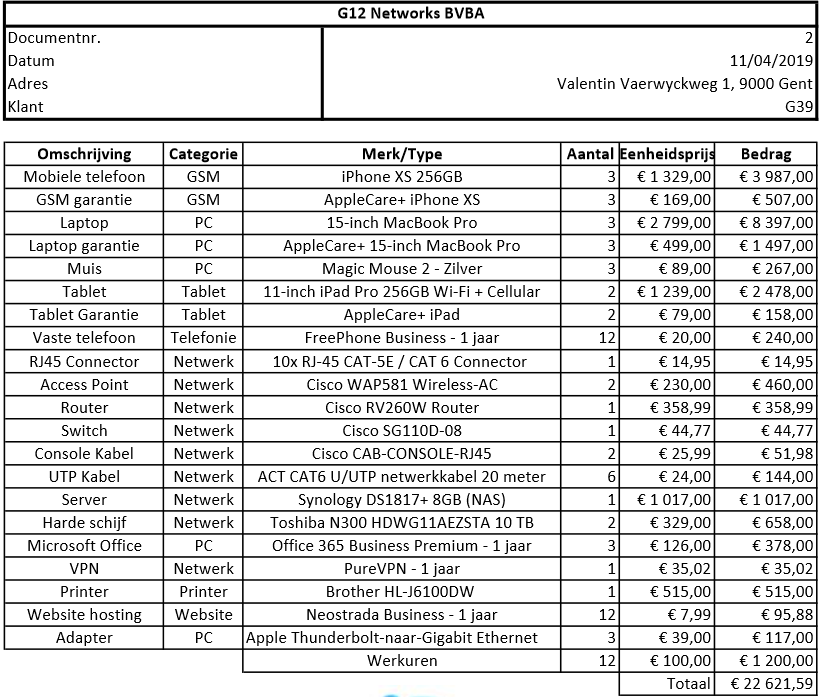 G12 Networks BVBA
Documentnr. 2
Datum 11/04/2019
Adres Valentin Vaerwyckweg 1, 9000 Gent
Klant G39
Omschrijving Categorie Merk/Type Aantal Eenheidsprijs Bedrag
Mobiele telefoon GSM iPhone XS 256GB 3 € 1 329,00 € 3 987,00
GSM garantie GSM AppleCare+ iPhone XS 3 € 169,00 € 507,00
Laptop PC 15-inch MacBook Pro 3 € 2 799,00 € 8 397,00
Laptop garantie PC AppleCare+ 15-inch MacBook Pro 3 € 499,00 € 1 497,00
Muis PC Magic Mouse 2 - Zilver 3 € 89,00 € 267,00
Tablet Tablet 11-inch iPad Pro 256GB Wi-Fi + Cellular 2 € 1 239,00 € 2 478,00
Tablet Garantie Tablet AppleCare+ iPad 2 € 79,00 € 158,00
Vaste telefoon Telefonie FreePhone Business - 1 jaar 12 € 20,00 € 240,00
RJ45 Connector Netwerk 10x RJ-45 CAT-5E / CAT 6 Connector 1 € 14,95 € 14,95
Access Point Netwerk Cisco WAP581 Wireless-AC 2 € 230,00 € 460,00
Router Netwerk Cisco RV260W Router 1 € 358,99 € 358,99
Switch Netwerk Cisco SG110D-08 1 € 44,77 € 44,77
Console Kabel Netwerk Cisco CAB-CONSOLE-RJ45 2 € 25,99 € 51,98
UTP Kabel Netwerk ACT CAT6 U/UTP netwerkkabel 20 meter 6 € 24,00 € 144,00
Server Netwerk Synology DS1817+ 8GB (NAS) 1 € 1 017,00 € 1 017,00
Harde schijf Netwerk Toshiba N300 HDWG11AEZSTA 10 TB 2 € 329,00 € 658,00
Microsoft Office PC Office 365 Business Premium - 1 jaar 3 € 126,00 € 378,00
VPN Netwerk PureVPN - 1 jaar 1 € 35,02 € 35,02
Printer Printer Brother HL-J6100DW 1 € 515,00 € 515,00
Website hosting Website Neostrada Business - 1 jaar 12 € 7,99 € 95,88
Adapter PC Apple Thunderbolt-naar-Gigabit Ethernet 3 € 39,00 € 117,00
Werkuren 12 € 100,00 € 1 200,00
Totaal € 22 621,59